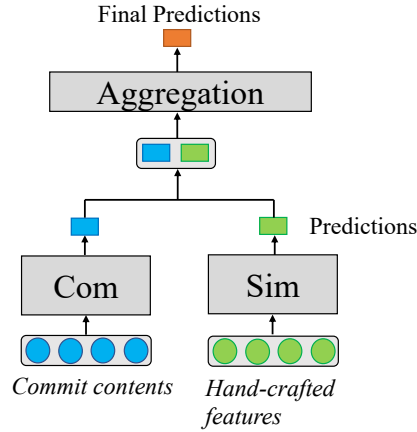 Final Predictions
Aggregation
Predictions
Com
Sim
Commit contents
Hand-crafted
features